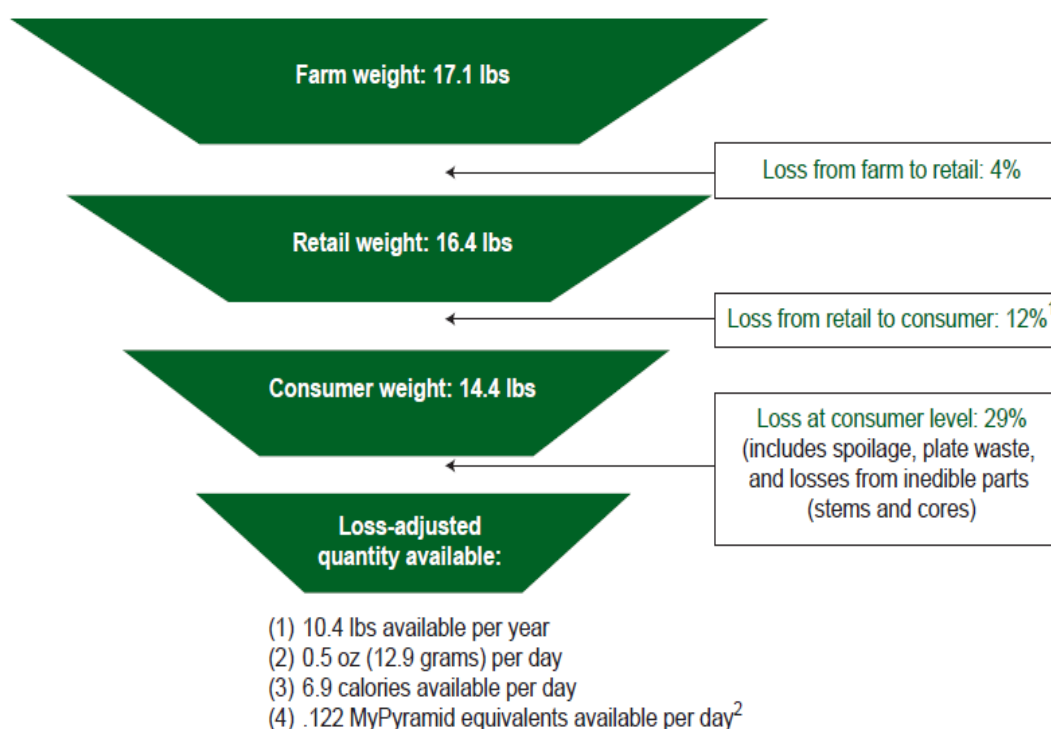 Farm weight: 17.1 lbs
Loss from farm to retail: 4%
Retail weight: 16.4 lbs
Loss from retail to consumer: 12%
Consumer weight: 14.4 lbs
Loss at consumer level: 29%
(includes spoilage, plate waste,
and losses from inedible parts
(stems and cores)
Loss-adjusted
quantity available:
(1) 10.4 lbs available per year
(2) 0.5 oz (12.9 grams) per day
(3) 6.9 calories available per day
(4) .122 MyPyramid equivalents available per day2